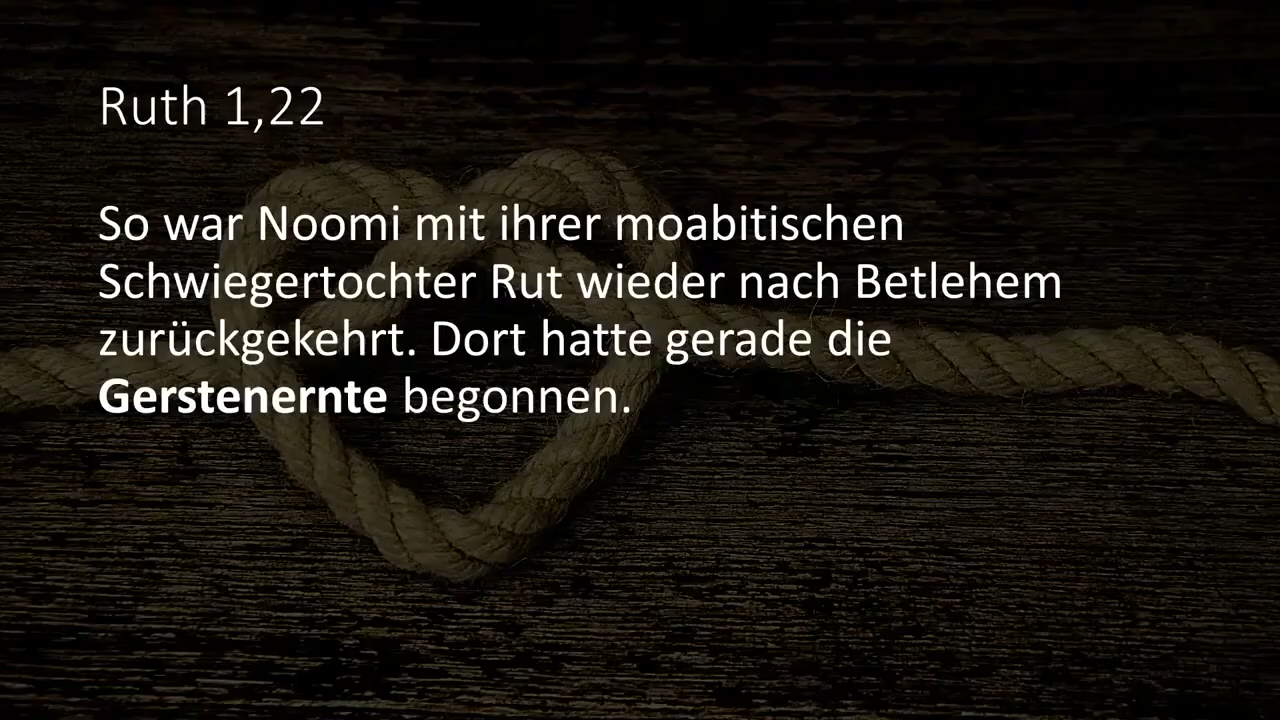 Ruth 1,22
So war Noomi mit ihrer moabitischen
Schwiegertochter Rut wieder nach Betlehem
zurückgekehrt. Dort hatte gerade die
Gerstenernte begonnen.